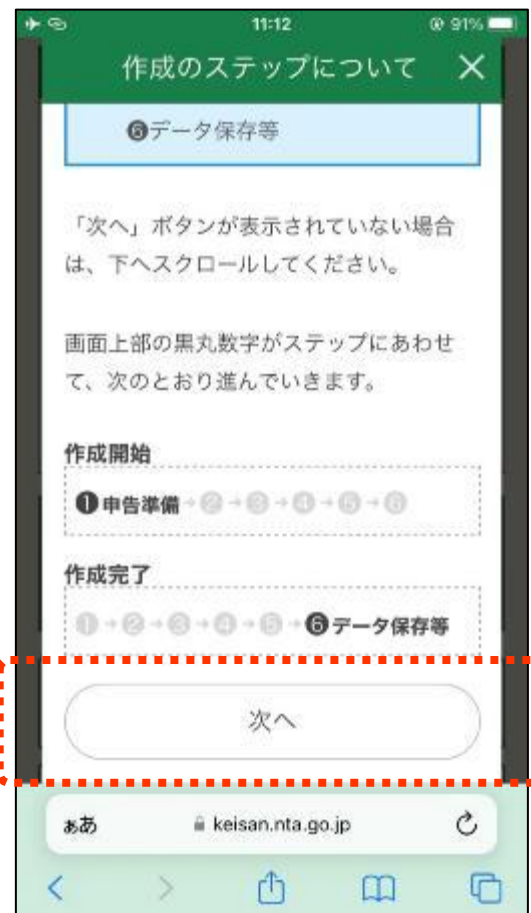 11:12
91%
作成のステップについて ×
❻データ保存等
「次へ」ボタンが表示されていない場合
は、下へスクロールしてください。
画面上部の黒丸数字がステップにあわせ
て、次のとおり進んでいきます。
作成開始
❶申告準備→❷→❸→❹→❺→❻
作成完了
❶→❷→❸→❹→❺→❻データ保存等
次へ
ぁあ keisan.nta.go.jp